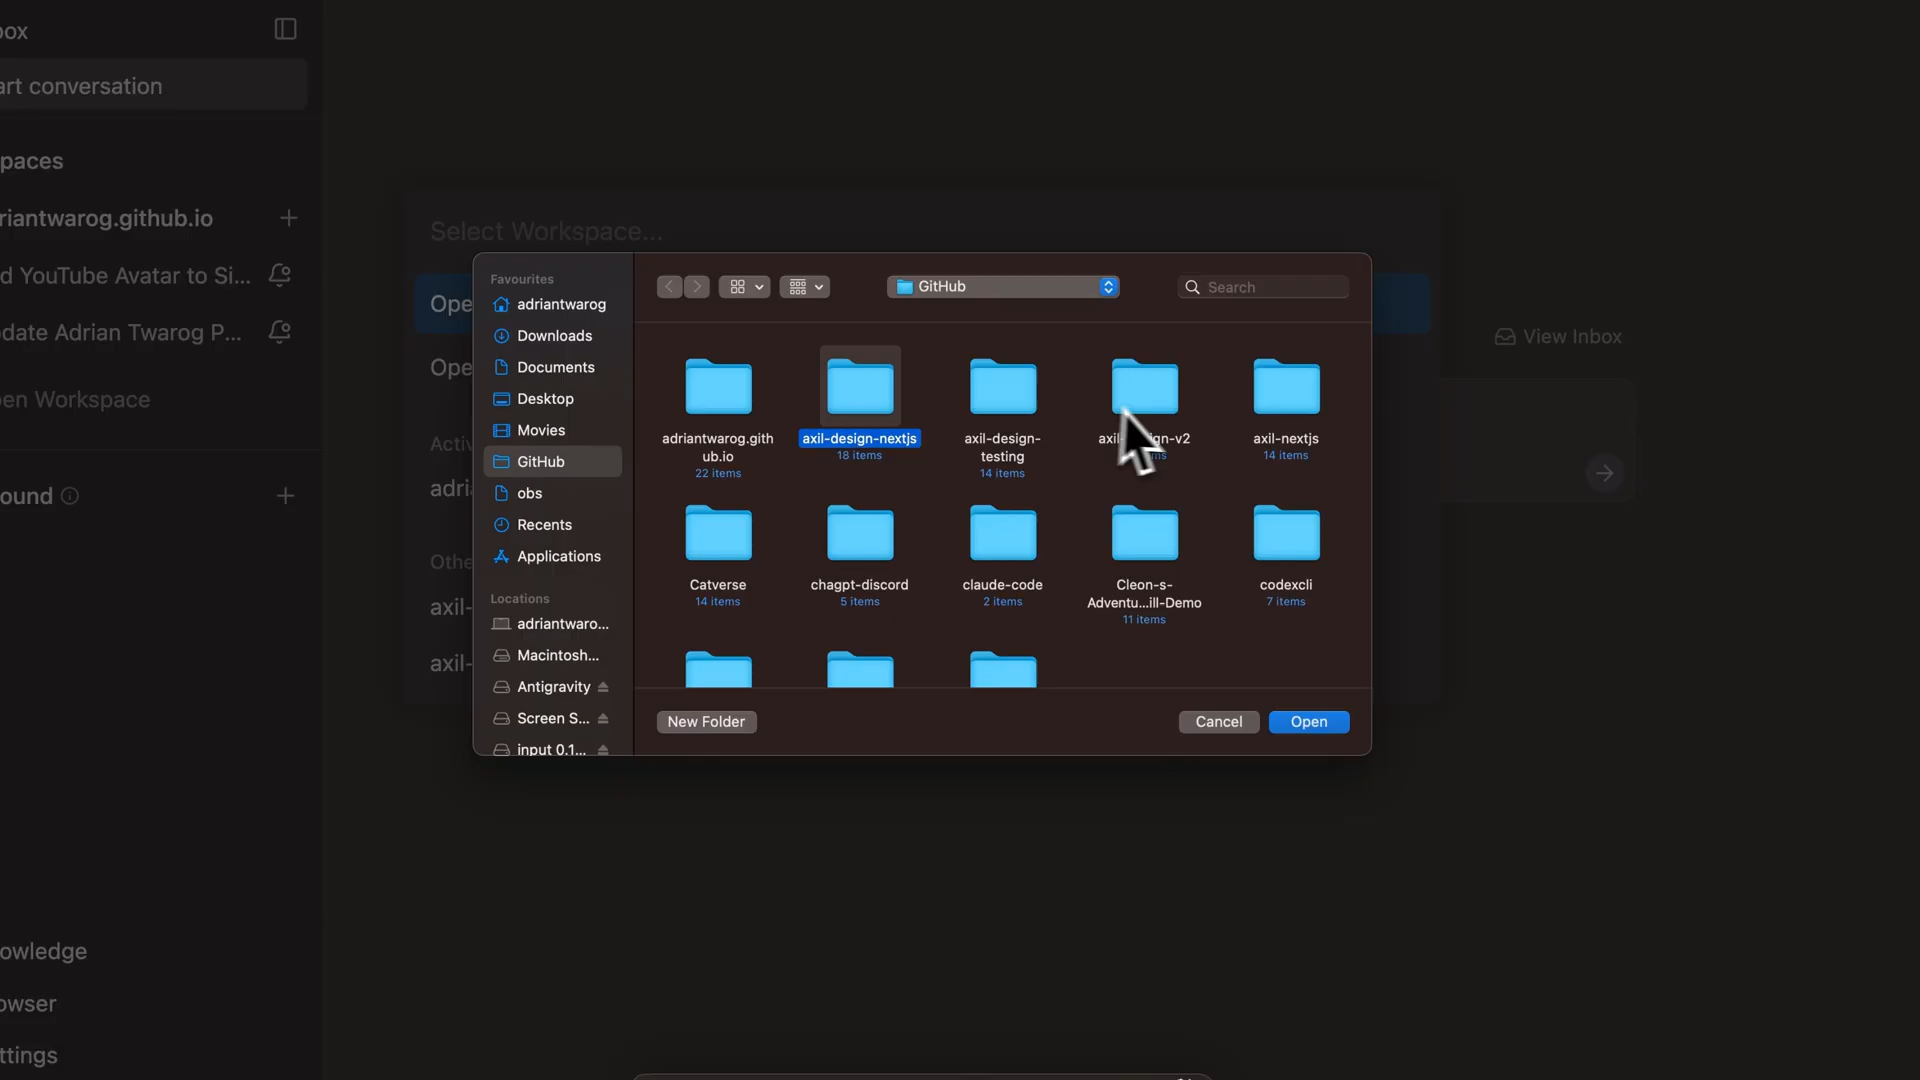 box
art conversation
paces
riantwarog.github.io
d YouTube Avatar to Si...
date Adrian Twarog P...
en Workspace
ound
owledge
owser
ttings
Select Workspace...
Ope
Ope
Activ
adri
Othe
axil-
axil-
View Inbox
Favourites
adriantwarog
Downloads
Documents
Desktop
Movies
GitHub
obs
Recents
Applications
Locations
adriantwaro...
Macintosh...
Antigravity
Screen S...
input 0.1...
GitHub
Search
adriantwarog.gith
ub.io
22 items
axil-design-nextjs
18 items
axil-design-
testing
14 items
axil- gn-v2
ms
axil-nextjs
14 items
Catverse
14 items
chagpt-discord
5 items
claude-code
2 items
Cleon-s-
Adventu...ill-Demo
11 items
codexcli
7 items
New Folder
Cancel
Open